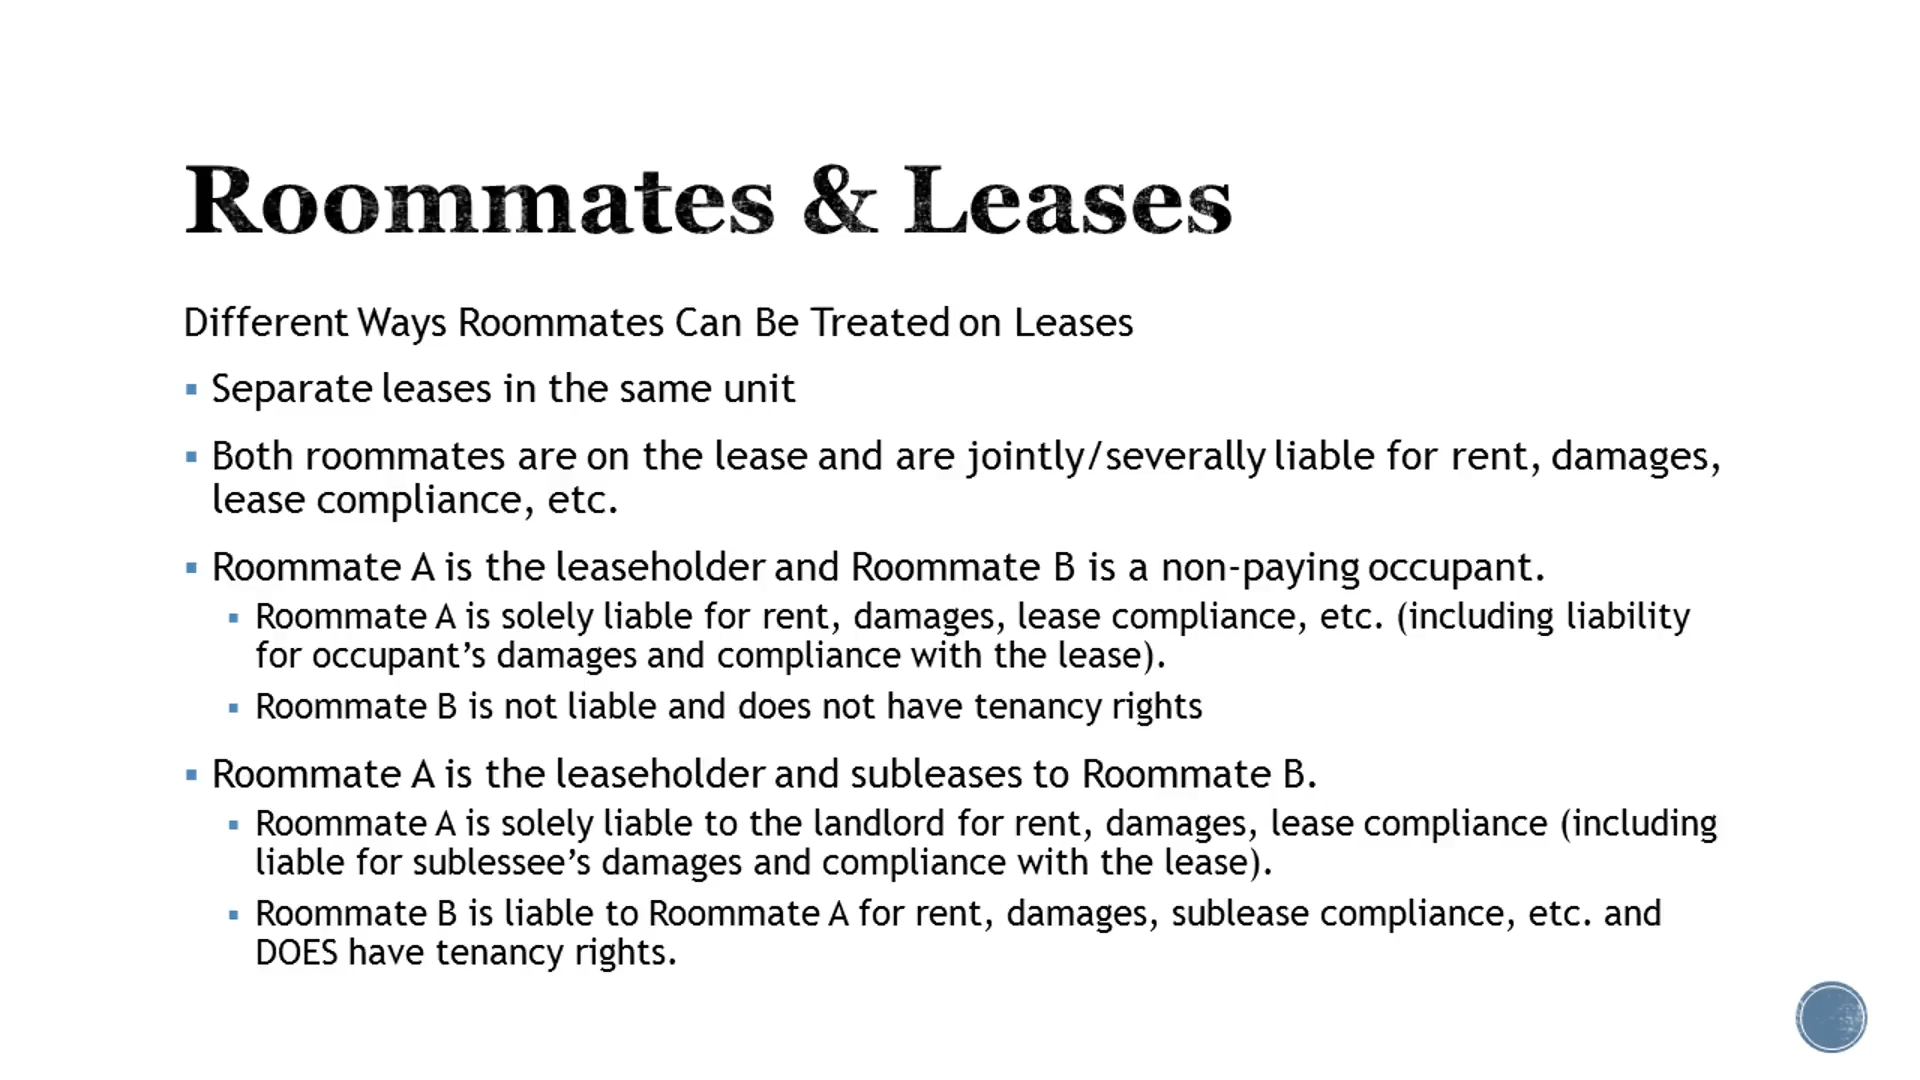 Roommates & Leases
Different Ways Roommates Can Be Treated on Leases
▪ Separate leases in the same unit
▪ Both roommates are on the lease and are jointly/severally liable for rent, damages,
lease compliance, etc.
▪ Roommate A is the leaseholder and Roommate B is a non-paying occupant.
▪ Roommate A is solely liable for rent, damages, lease compliance, etc. (including liability
for occupant’s damages and compliance with the lease).
▪ Roommate B is not liable and does not have tenancy rights
▪ Roommate A is the leaseholder and subleases to Roommate B.
▪ Roommate A is solely liable to the landlord for rent, damages, lease compliance (including
liable for sublessee’s damages and compliance with the lease).
▪ Roommate B is liable to Roommate A for rent, damages, sublease compliance, etc. and
DOES have tenancy rights.